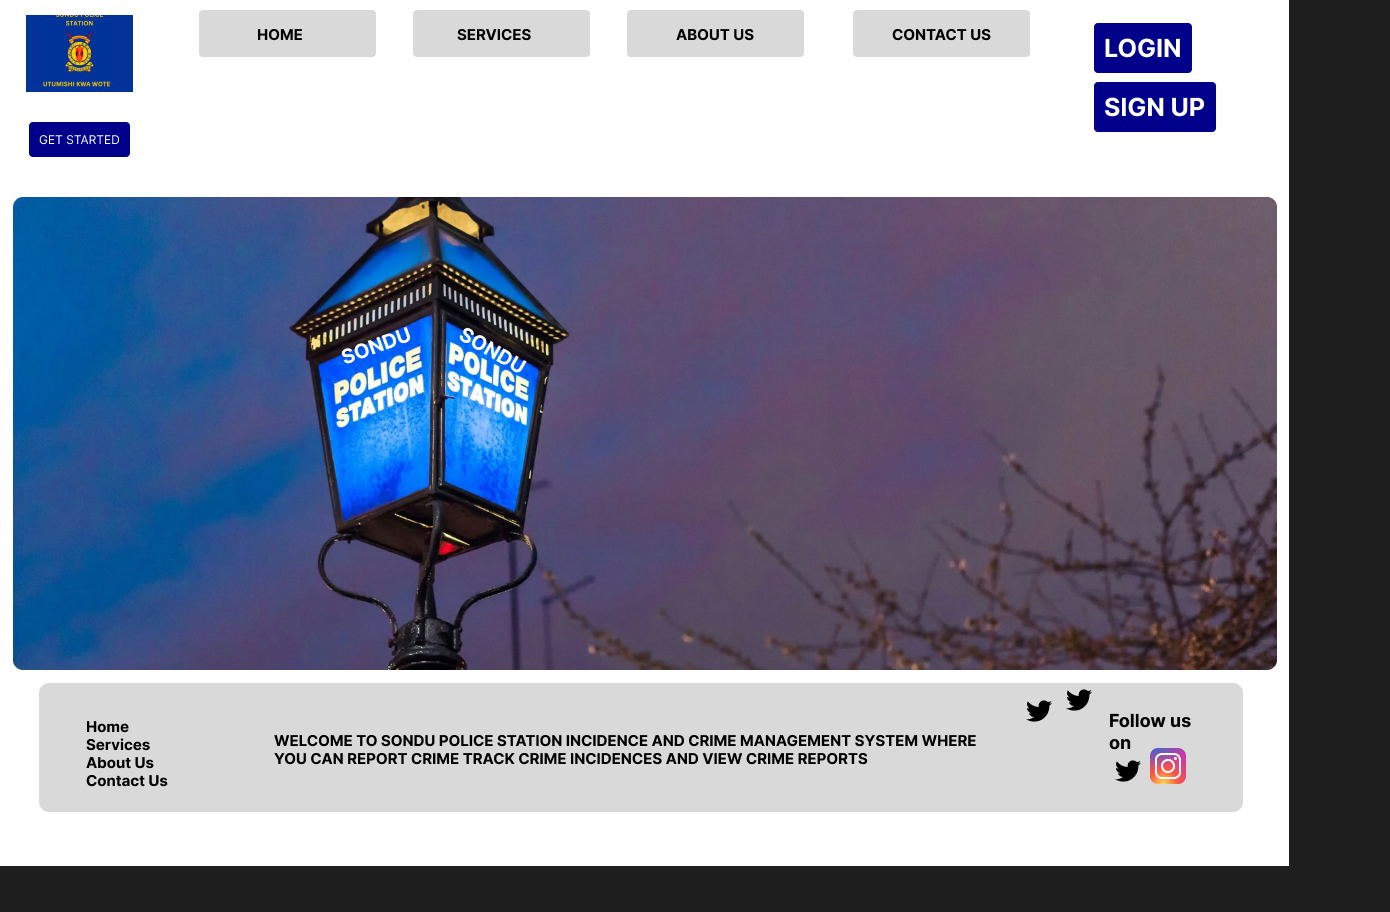 SONDU POLICE
STATION
UTUMISHI KWA WOTE
HOME
SERVICES
ABOUT US
CONTACT US
LOGIN
SIGN UP
GET STARTED
SONDU
POLICE
STATION
SONDU
POLICE
STATION
Home
Services
About Us
Contact Us
WELCOME TO SONDU POLICE STATION INCIDENCE AND CRIME MANAGEMENT SYSTEM WHERE
YOU CAN REPORT CRIME TRACK CRIME INCIDENCES AND VIEW CRIME REPORTS
Follow us
on